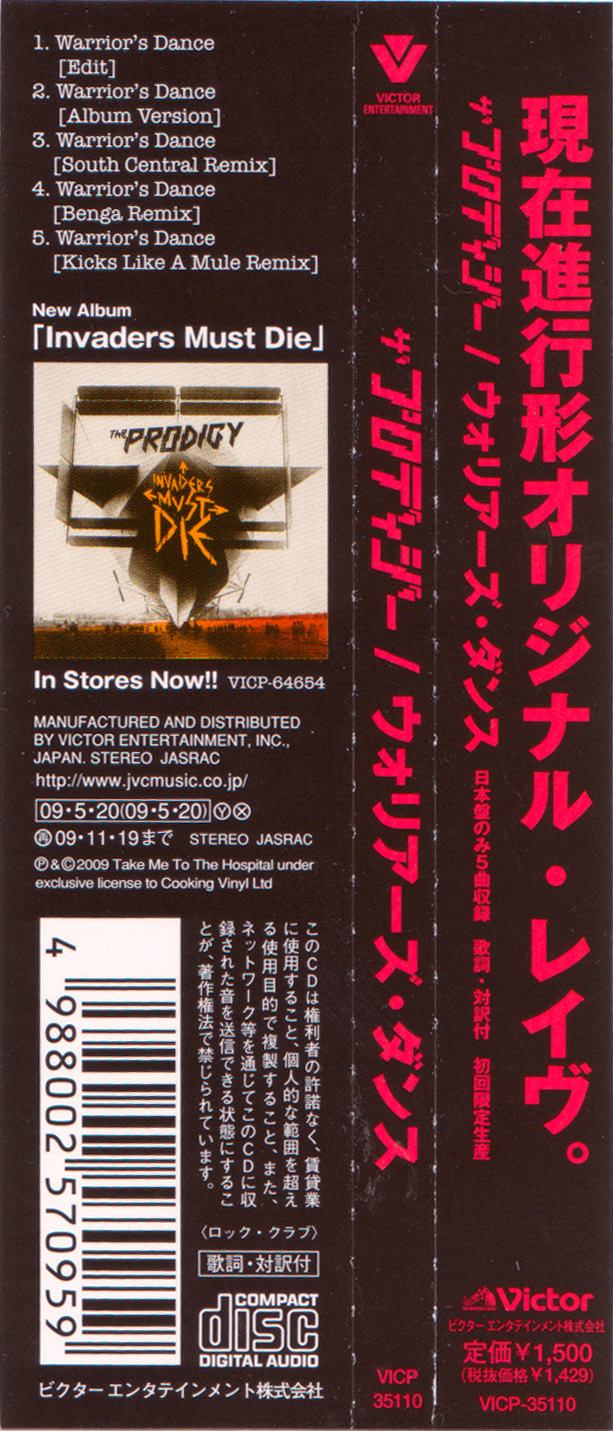 1. Warrior's Dance
[Edit]
2. Warrior's Dance
[Album Version]
3. Warrior's Dance
[South Central Remix]
4. Warrior's Dance
[Benga Remix]
5. Warrior's Dance
[Kicks Like A Mule Remix]
New Album
「Invaders Must Die」
THE PRODIGY
INVADERS
MUST
DIE
In Stores Now!! VICP-64654
MANUFACTURED AND DISTRIBUTED
BY VICTOR ENTERTAINMENT, INC.,
JAPAN. STEREO JASRAC
http://www.jvcmusic.co.jp/
09・5・20(09・5・20)Ⓨⓧ
㊢09・11・19まで STEREO JASRAC
Ⓟ&©2009 Take Me To The Hospital under
exclusive license to Cooking Vinyl Ltd
4 988002 570959
このCDは権利者の許諾なく、賃貸業
に使用すること、個人的な範囲を超え
る使用目的で複製すること、また、
ネットワーク等を通じてこのCDに収
録された音を送信できる状態にするこ
とが、著作権法で禁じられています。
〈ロック・クラブ〉
歌詞・対訳付
COMPACT
disc
DIGITAL AUDIO
ビクターエンタテインメント株式会社
VICTOR
ENTERTAINMENT
ザ・プロディジー / ウォリアーズ・ダンス
VICP
35110
現在進行形オリジナル・レイヴ。
ザ・プロディジー / ウォリアーズ・ダンス
日本盤のみ5曲収録 歌詞・対訳付 初回限定生産
Victor
ビクターエンタテインメント株式会社
定価￥1,500
(税抜価格￥1,429)
VICP-35110